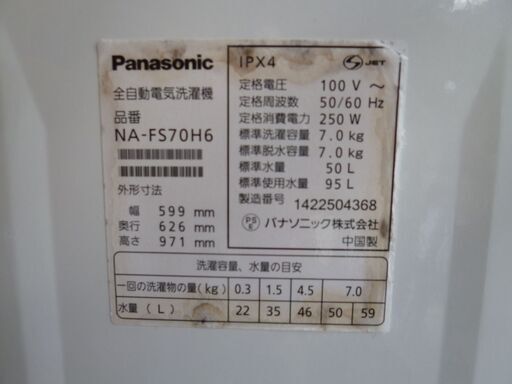 Panasonic
全自動電気洗濯機
品番
NA-FS70H6
外形寸法
幅 599 mm
奥行 626 mm
高さ 971 mm
IPX4 S JET
定格電圧 100 V ~
定格周波数 50/60 Hz
定格消費電力 250 W
標準洗濯容量 7.0 kg
標準脱水容量 7.0 kg
標準水量 50 L
標準使用水量 95 L
製造番号 1422504368
PSE パナソニック株式会社
中国製
洗濯容量、水量の目安
一回の洗濯物の量(kg) 0.3 1.5 4.5 7.0
水量 (L) 22 35 46 50 59